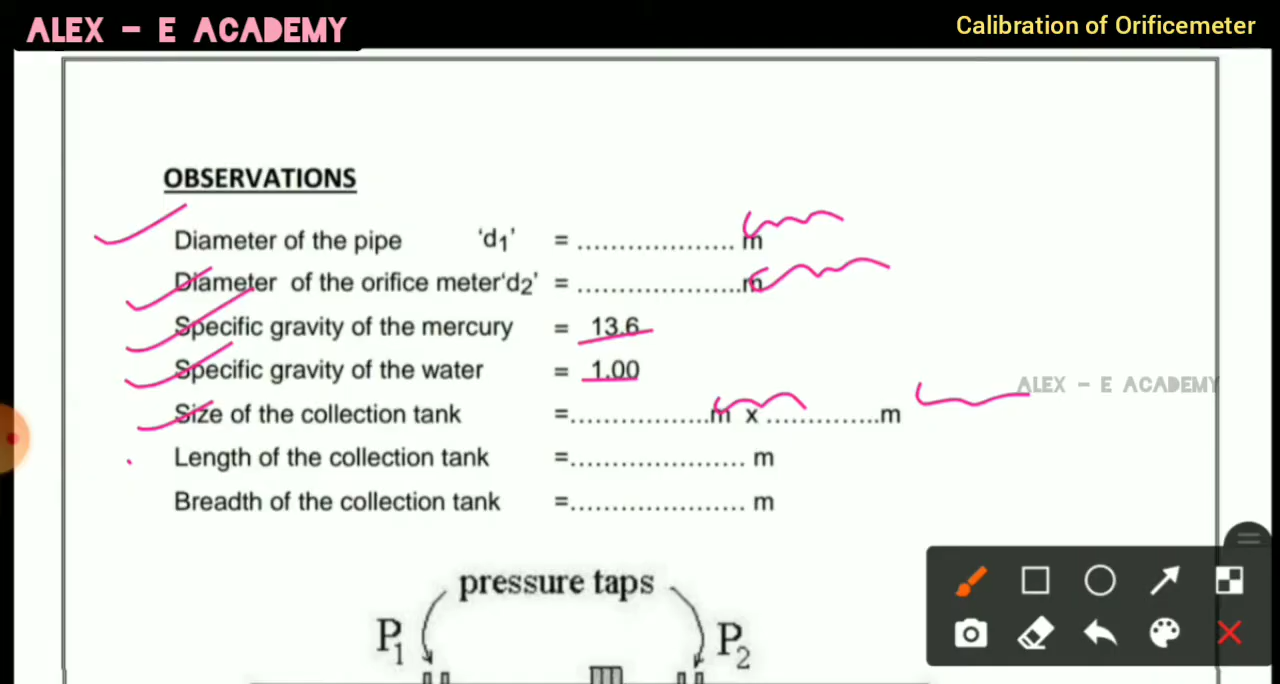 ALEX - E ACADEMY
Calibration of Orificemeter
OBSERVATIONS
Diameter of the pipe 'd1' = ................... m
Diameter of the orifice meter'd2' = ....................m
Specific gravity of the mercury = 13.6
Specific gravity of the water = 1.00
ALEX - E ACADEMY
Size of the collection tank =.................m x ..............m
Length of the collection tank =..................... m
Breadth of the collection tank =..................... m
pressure taps
P1 P2